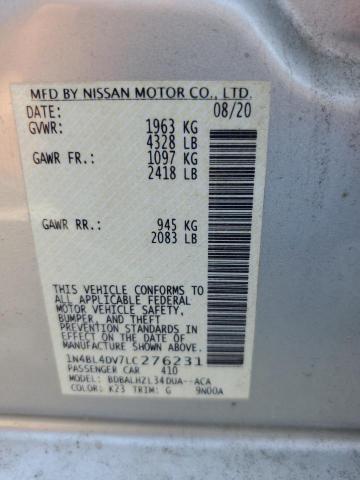 MFD BY NISSAN MOTOR CO., LTD.
DATE: 08/20
GVWR: 1963 KG
4328 LB
GAWR FR.: 1097 KG
2418 LB
GAWR RR.: 945 KG
2083 LB
THIS VEHICLE CONFORMS TO
ALL APPLICABLE FEDERAL
MOTOR VEHICLE SAFETY,
BUMPER, AND THEFT
PREVENTION STANDARDS IN
EFFECT ON THE DATE OF
MANUFACTURE SHOWN ABOVE.
1N4BL4DV7LC276231
PASSENGER CAR 410
MODEL: BDBALHZL34DUA--ACA
COLOR: K23 TRIM: G 9N00A